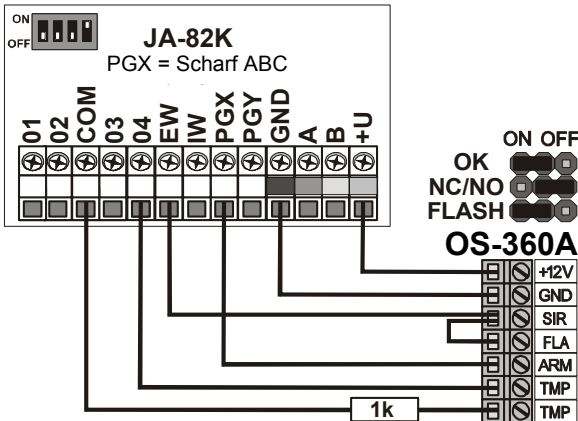 ON
OFF
JA-82K
PGX = Scharf ABC
01 02 COM 03 04 EW IW PGX PGY GND A B +U
ON OFF
OK
NC/NO
FLASH
OS-360A
+12V
GND
SIR
FLA
ARM
TMP
1k TMP